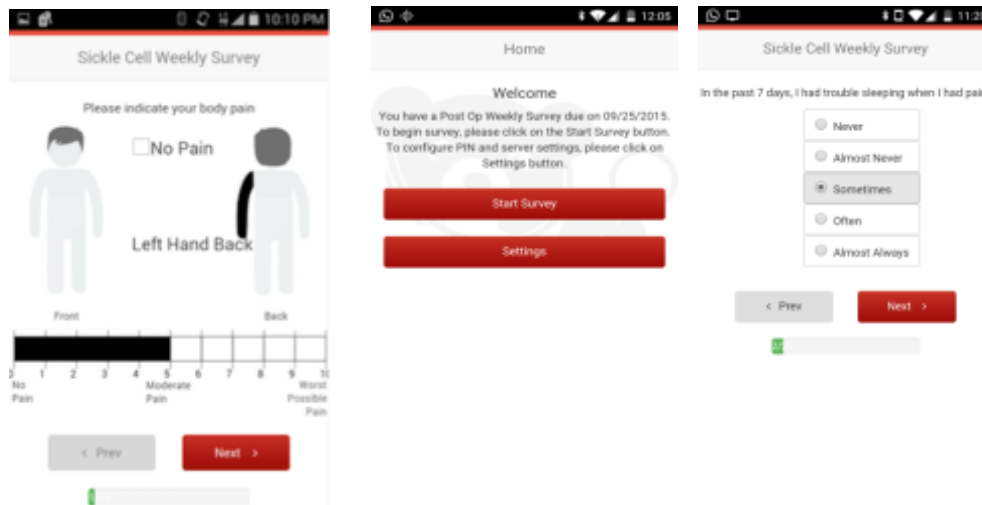 10:10 PM
Sickle Cell Weekly Survey
Please indicate your body pain
No Pain
Left Hand Back
Front
Back
0 1 2 3 4 5 6 7 8 9 10
No Pain
Moderate Pain
Worst Possible Pain
< Prev
Next >
12:05
Home
Welcome
You have a Post Op Weekly Survey due on 09/25/2015.
To begin survey, please click on the Start Survey button.
To configure PIN and server settings, please click on
Settings button.
Start Survey
Settings
11:28
Sickle Cell Weekly Survey
In the past 7 days, I had trouble sleeping when I had pain
Never
Almost Never
Sometimes
Often
Almost Always
< Prev
Next >